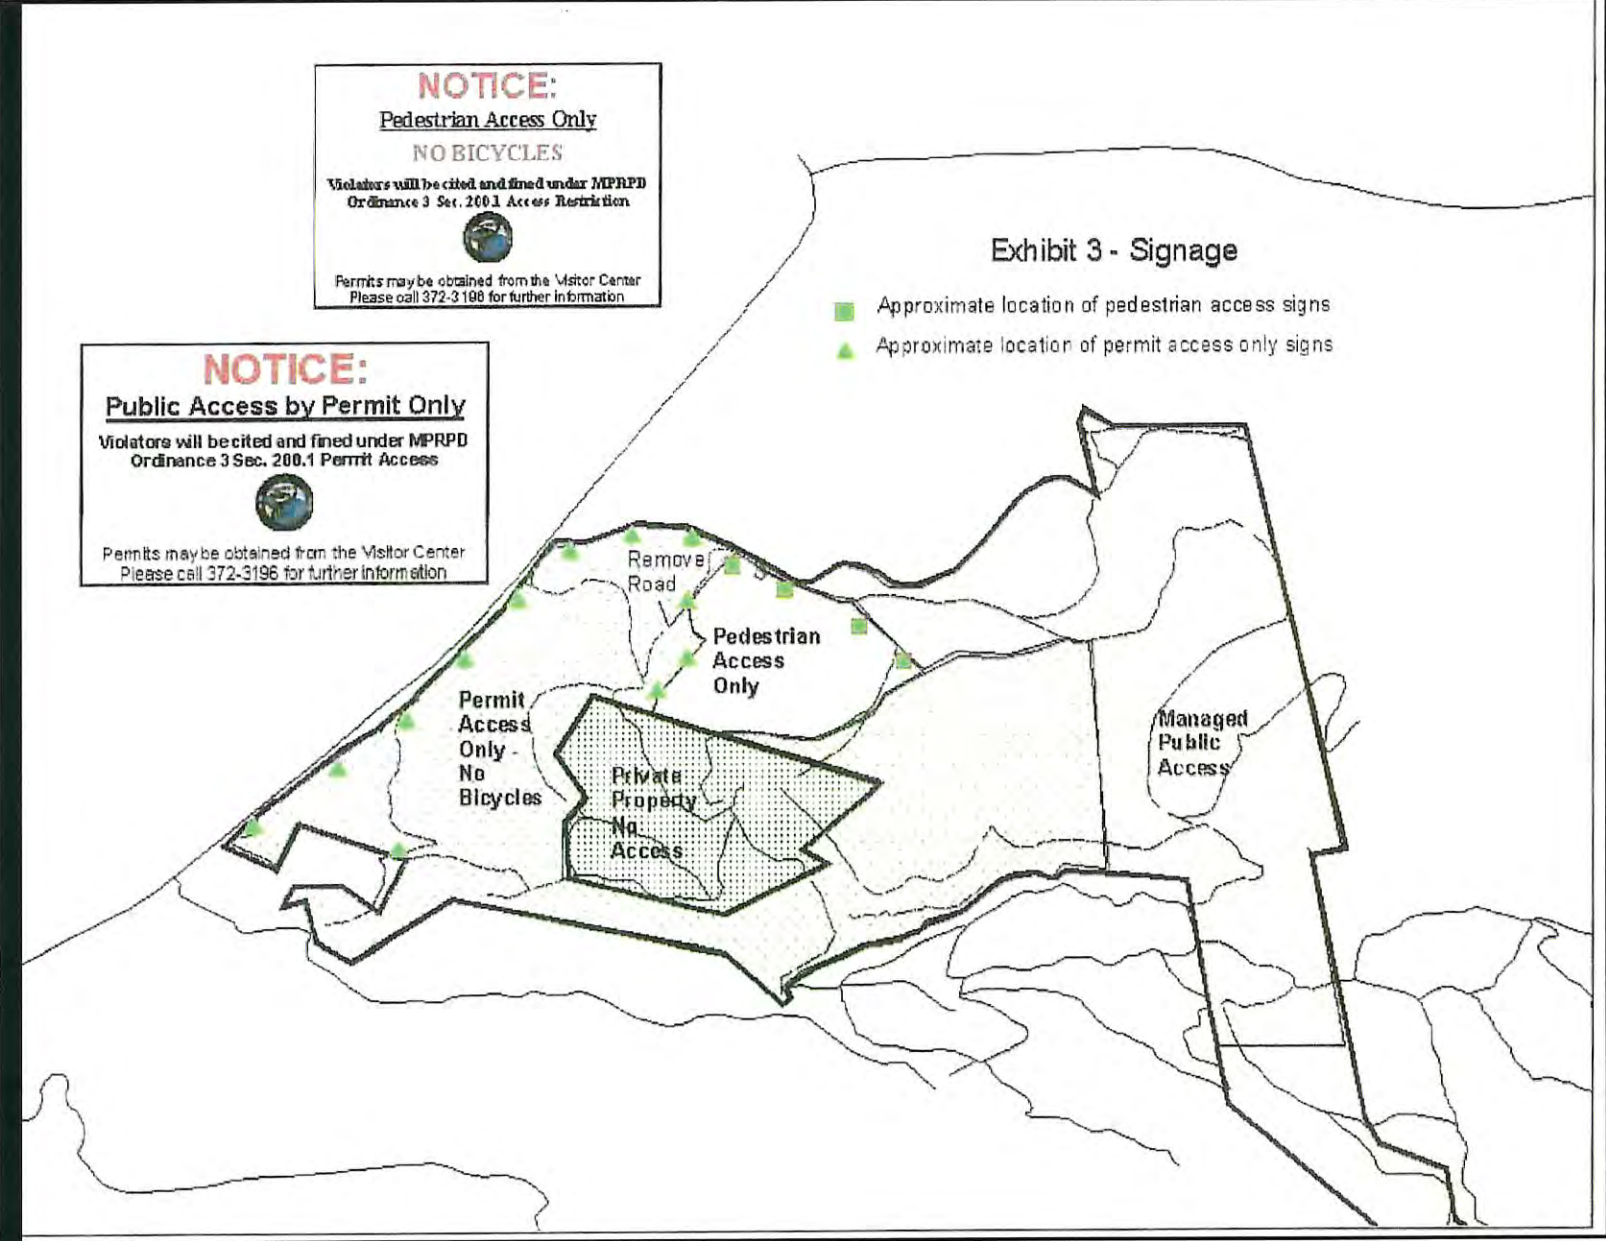 NOTICE:
Pedestrian Access Only
NO BICYCLES
Violators will be cited and fined under MPRPD
Ordinance 3 Sec. 200.1 Access Restriction
Permits may be obtained from the Visitor Center
Please call 372-3196 for further information
Exhibit 3 - Signage
Approximate location of pedestrian access signs
Approximate location of permit access only signs
NOTICE:
Public Access by Permit Only
Violators will be cited and fined under MPRPD
Ordinance 3 Sec. 200.1 Permit Access
Permits may be obtained from the Visitor Center
Please call 372-3196 for further information
Remove
Road
Pedestrian
Access
Only
Permit
Access
Only -
No
Bicycles
Private
Property
No
Access
Managed
Public
Access